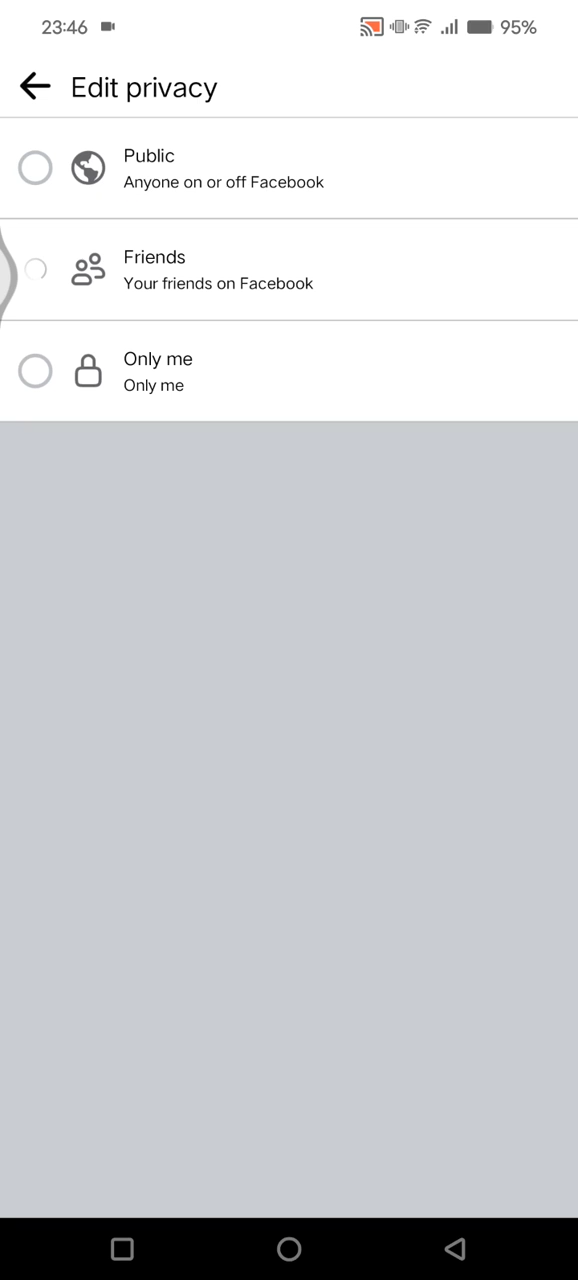 23:46
95%
Edit privacy
Public
Anyone on or off Facebook
Friends
Your friends on Facebook
Only me
Only me